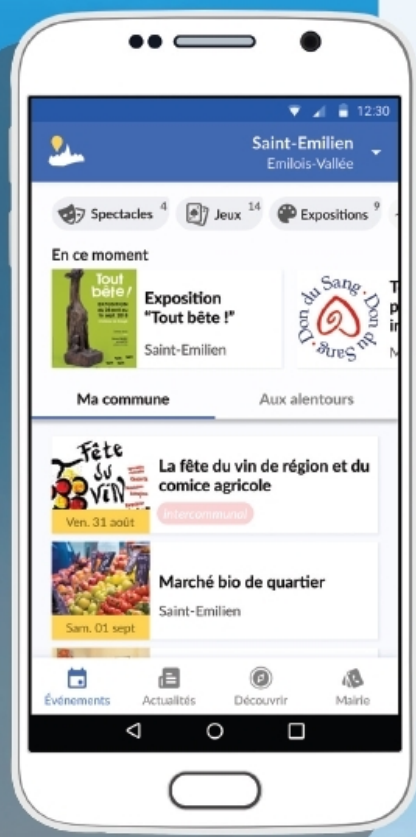 12:30
Saint-Emilien
Emilois-Vallée
Spectacles 4
Jeux 14
Expositions 9
En ce moment
Tout
bête !
Exposition
"Tout bête !"
Saint-Emilien
Don du Sang · Don du Sang ·
Ma commune
Aux alentours
Fête
du
VIN
Ven. 31 août
La fête du vin de région et du
comice agricole
intercommunal
Sam. 01 sept
Marché bio de quartier
Saint-Emilien
Événements
Actualités
Découvrir
Mairie